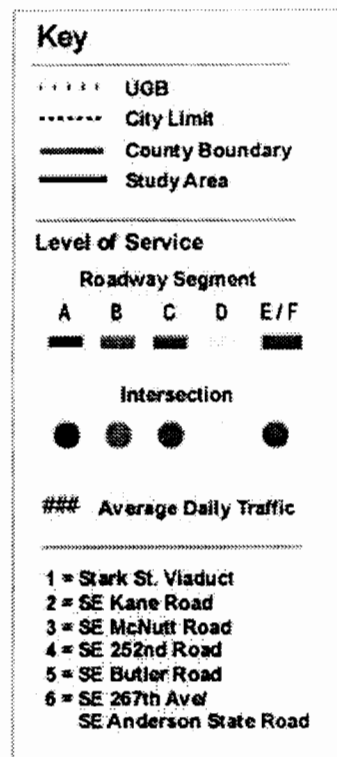 Key
UGB
City Limit
County Boundary
Study Area
Level of Service
Roadway Segment
A B C D E/F
Intersection
### Average Daily Traffic
1 = Stark St. Viaduct
2 = SE Kane Road
3 = SE McNutt Road
4 = SE 252nd Road
5 = SE Butler Road
6 = SE 267th Ave/
SE Anderson State Road